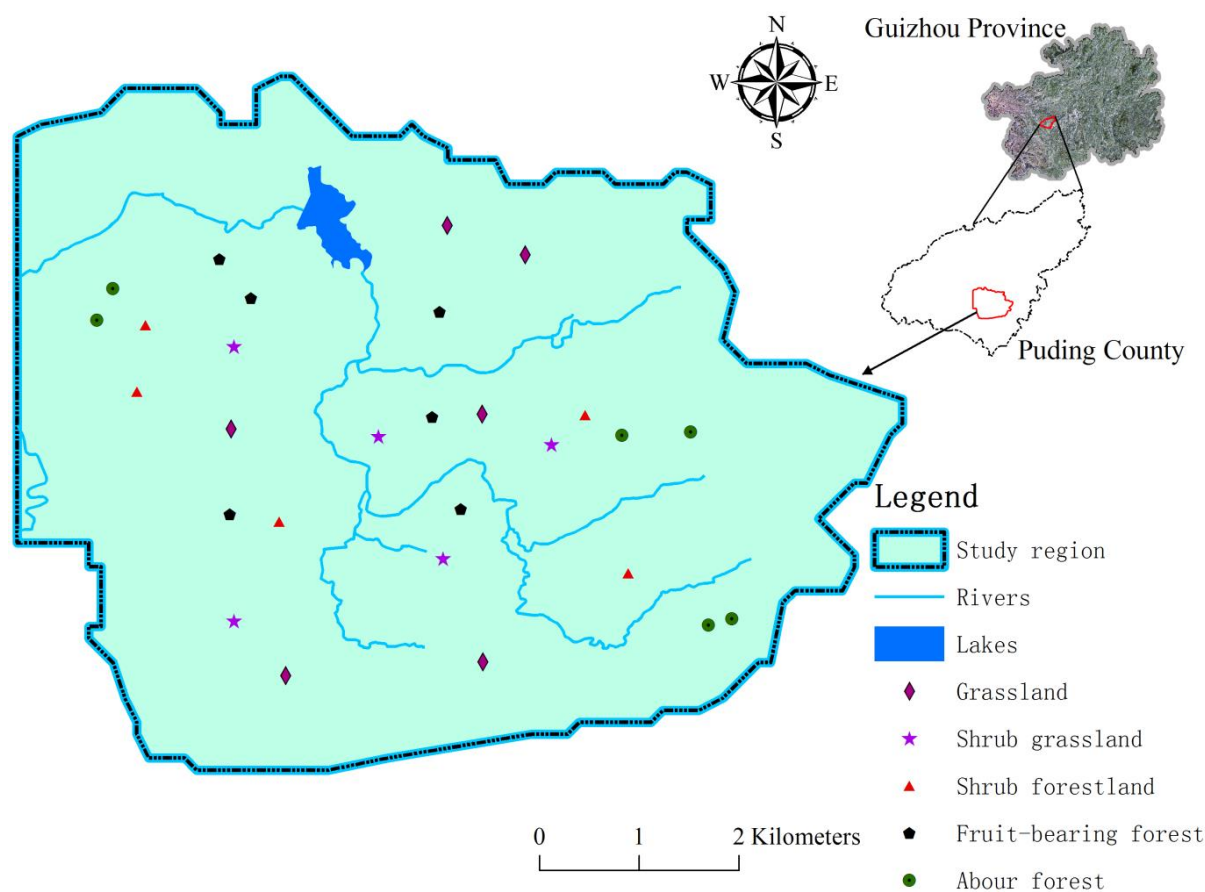 Guizhou Province
N
W E
S
Puding County
Legend
Study region
Rivers
Lakes
Grassland
Shrub grassland
Shrub forestland
Fruit-bearing forest
Abour forest
0 1 2 Kilometers